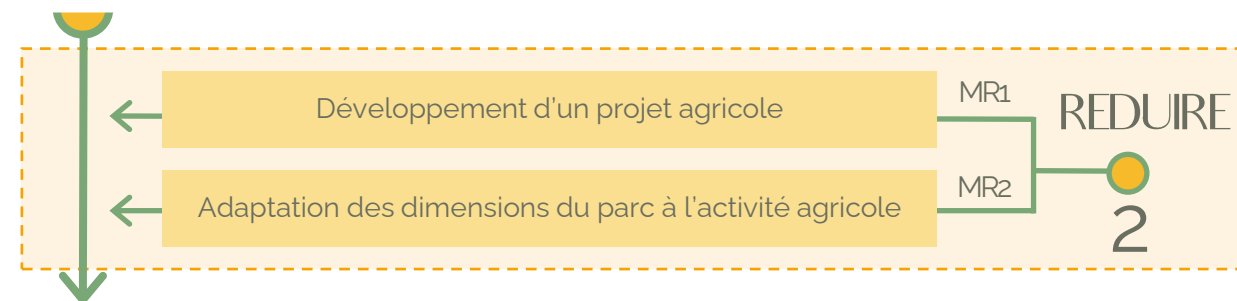 Développement d'un projet agricole
MR1
REDUIRE
Adaptation des dimensions du parc à l'activité agricole
MR2
2